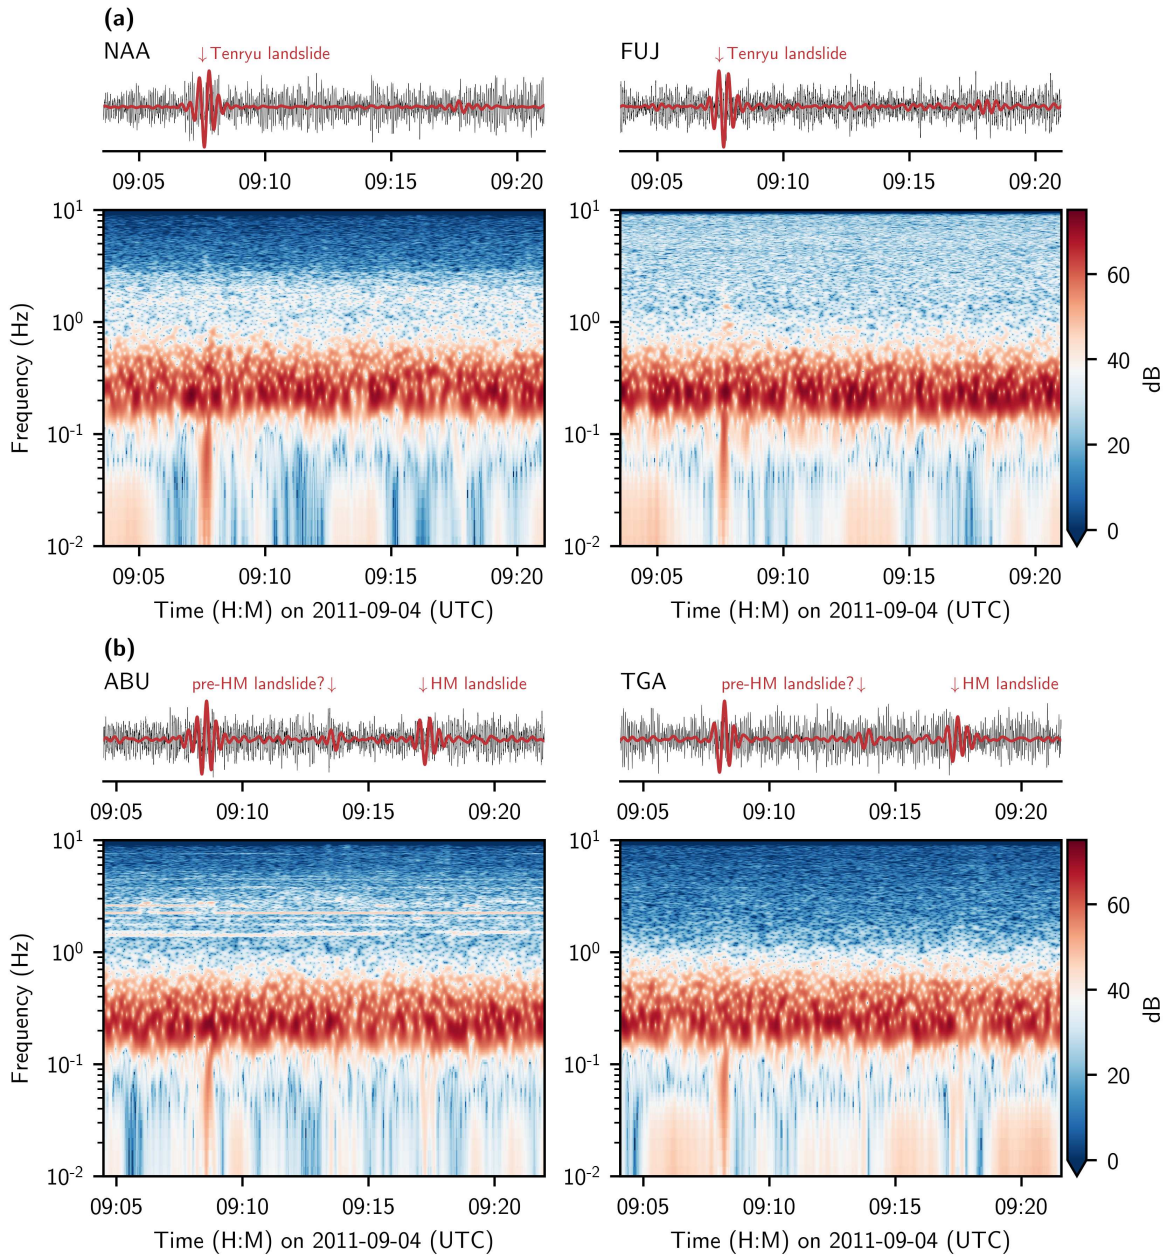 (a)
NAA
↓Tenryu landslide
09:05 09:10 09:15 09:20
FUJ
↓Tenryu landslide
09:05 09:10 09:15 09:20
Frequency (Hz)
10¹
10⁰
10⁻¹
10⁻²
09:05 09:10 09:15 09:20
Time (H:M) on 2011-09-04 (UTC)
10¹
10⁰
10⁻¹
10⁻²
09:05 09:10 09:15 09:20
Time (H:M) on 2011-09-04 (UTC)
60
40
20
0
dB
(b)
ABU
pre-HM landslide?↓ ↓HM landslide
09:05 09:10 09:15 09:20
TGA
pre-HM landslide?↓ ↓HM landslide
09:05 09:10 09:15 09:20
Frequency (Hz)
10¹
10⁰
10⁻¹
10⁻²
09:05 09:10 09:15 09:20
Time (H:M) on 2011-09-04 (UTC)
10¹
10⁰
10⁻¹
10⁻²
09:05 09:10 09:15 09:20
Time (H:M) on 2011-09-04 (UTC)
60
40
20
0
dB